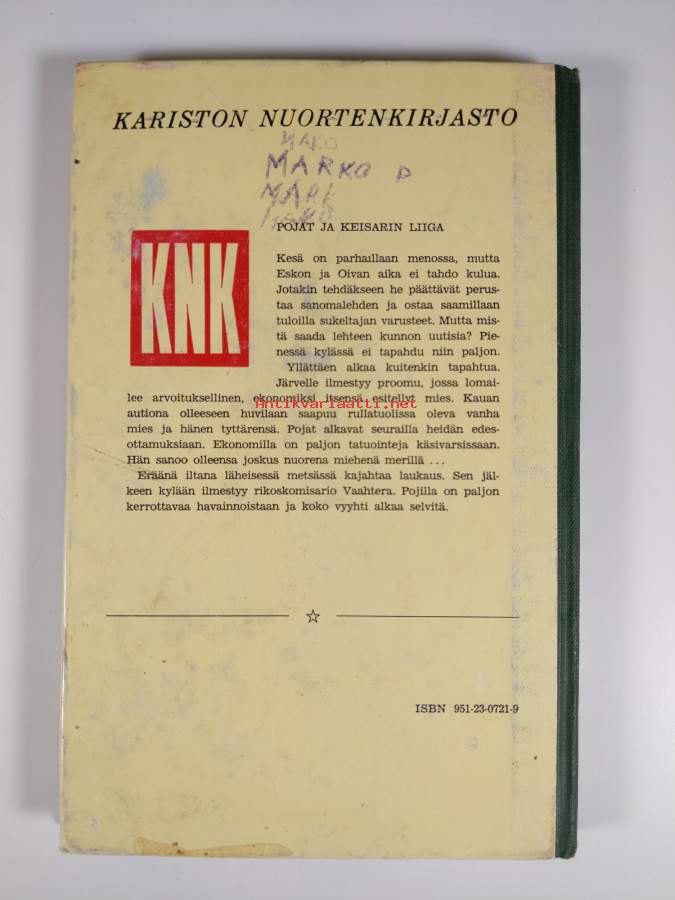 KARISTON NUORTENKIRJASTO
MARKO P
MARK
POJAT JA KEISARIN LIIGA
KNK
Kesä on parhaillaan menossa, mutta
Eskon ja Oivan aika ei tahdo kulua.
Jotakin tehdäkseen he päättävät perus-
taa sanomalehden ja ostaa saamillaan
tuloilla sukeltajan varusteet. Mutta mis-
tä saada lehteen kunnon uutisia? Pie-
nessä kylässä ei tapahdu niin paljon.
Yllättäen alkaa kuitenkin tapahtua.
Järvelle ilmestyy proomu, jossa lomai-
lee arvoituksellinen, ekonomiksi itsensä esitellyt mies. Kauan
Antikvariaatti.net
autiona olleeseen huvilaan saapuu rullatuolissa oleva vanha
mies ja hänen tyttärensä. Pojat alkavat seurailla heidän edes-
ottamuksiaan. Ekonomilla on paljon tatuointeja käsivarsissaan.
Hän sanoo olleensa joskus nuorena miehenä merillä ...
Eräänä iltana läheisessä metsässä kajahtaa laukaus. Sen jäl-
keen kylään ilmestyy rikoskomisario Vaahtera. Pojilla on paljon
kerrottavaa havainnoistaan ja koko vyyhti alkaa selvitä.
ISBN 951-23-0721-9